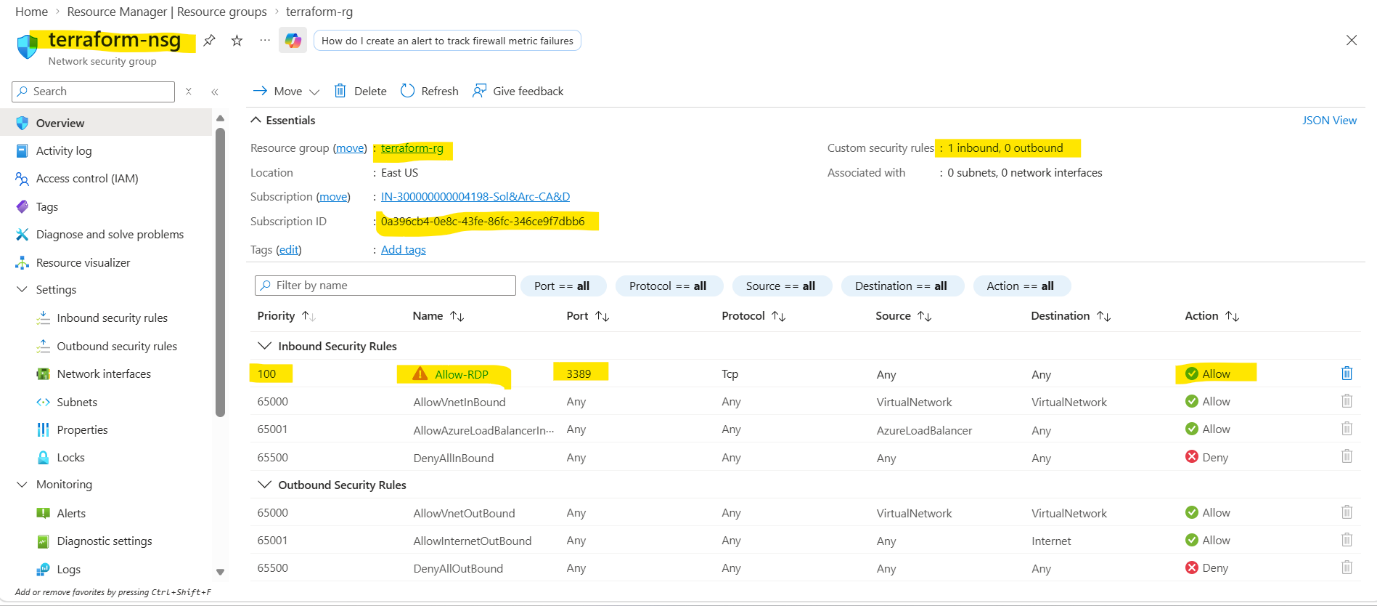 Home > Resource Manager | Resource groups > terraform-rg
terraform-nsg
How do I create an alert to track firewall metric failures
Network security group
Search
Move Delete Refresh Give feedback
Overview
Activity log
Access control (IAM)
Tags
Diagnose and solve problems
Resource visualizer
Settings
Inbound security rules
Outbound security rules
Network interfaces
Subnets
Properties
Locks
Monitoring
Alerts
Diagnostic settings
Logs
Add or remove favorites by pressing Ctrl+Shift+F
Essentials
JSON View
Resource group (move) : terraform-rg
Location : East US
Subscription (move) : IN-300000000004198-Sol&Arc-CA&D
Subscription ID : 0a396cb4-0e8c-43fe-86fc-346ce9f7dbb6
Tags (edit) : Add tags
Custom security rules : 1 inbound, 0 outbound
Associated with : 0 subnets, 0 network interfaces
Filter by name
Port == all Protocol == all Source == all Destination == all Action == all
Priority Name Port Protocol Source Destination Action
Inbound Security Rules
100 Allow-RDP 3389 Tcp Any Any Allow
65000 AllowVnetInBound Any Any VirtualNetwork VirtualNetwork Allow
65001 AllowAzureLoadBalancerIn··· Any Any AzureLoadBalancer Any Allow
65500 DenyAllInBound Any Any Any Any Deny
Outbound Security Rules
65000 AllowVnetOutBound Any Any VirtualNetwork VirtualNetwork Allow
65001 AllowInternetOutBound Any Any Any Internet Allow
65500 DenyAllOutBound Any Any Any Any Deny